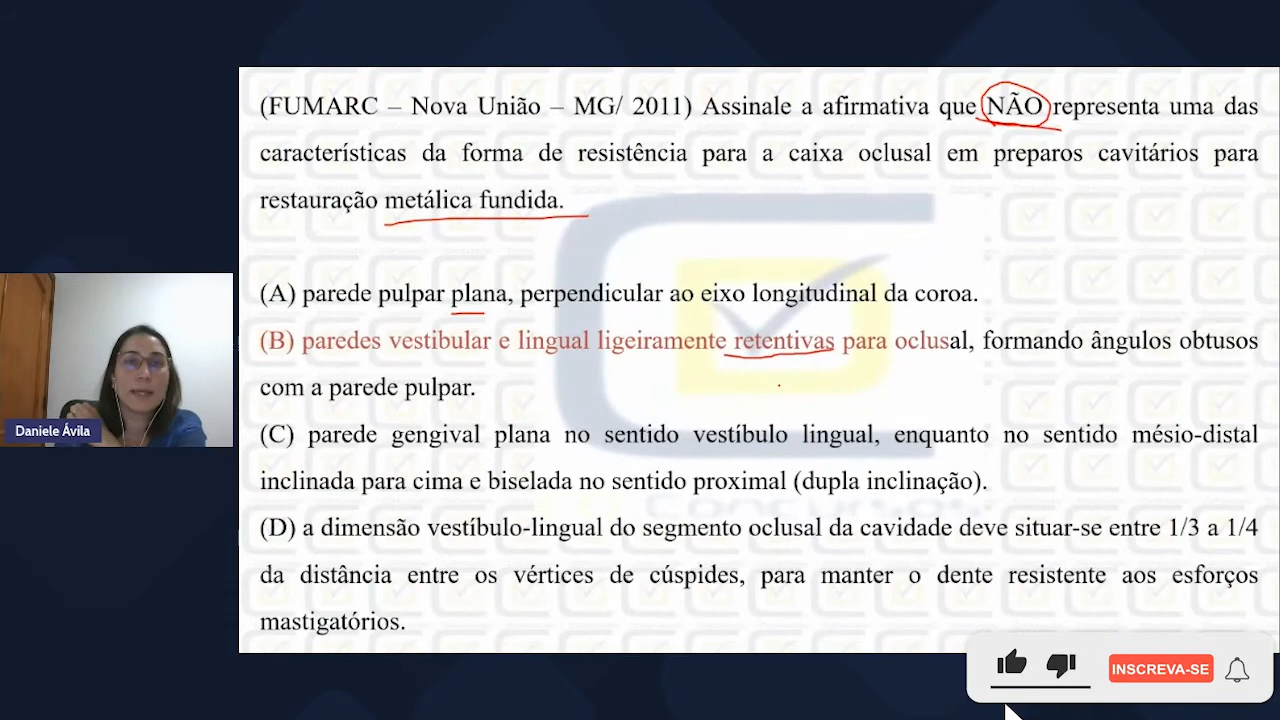 (FUMARC – Nova União – MG/ 2011) Assinale a afirmativa que NÃO representa uma das
características da forma de resistência para a caixa oclusal em preparos cavitários para
restauração metálica fundida.
(A) parede pulpar plana, perpendicular ao eixo longitudinal da coroa.
(B) paredes vestibular e lingual ligeiramente retentivas para oclusal, formando ângulos obtusos
com a parede pulpar.
(C) parede gengival plana no sentido vestíbulo lingual, enquanto no sentido mésio-distal
inclinada para cima e biselada no sentido proximal (dupla inclinação).
(D) a dimensão vestíbulo-lingual do segmento oclusal da cavidade deve situar-se entre 1/3 a 1/4
da distância entre os vértices de cúspides, para manter o dente resistente aos esforços
mastigatórios.
Daniele Ávila
INSCREVA-SE